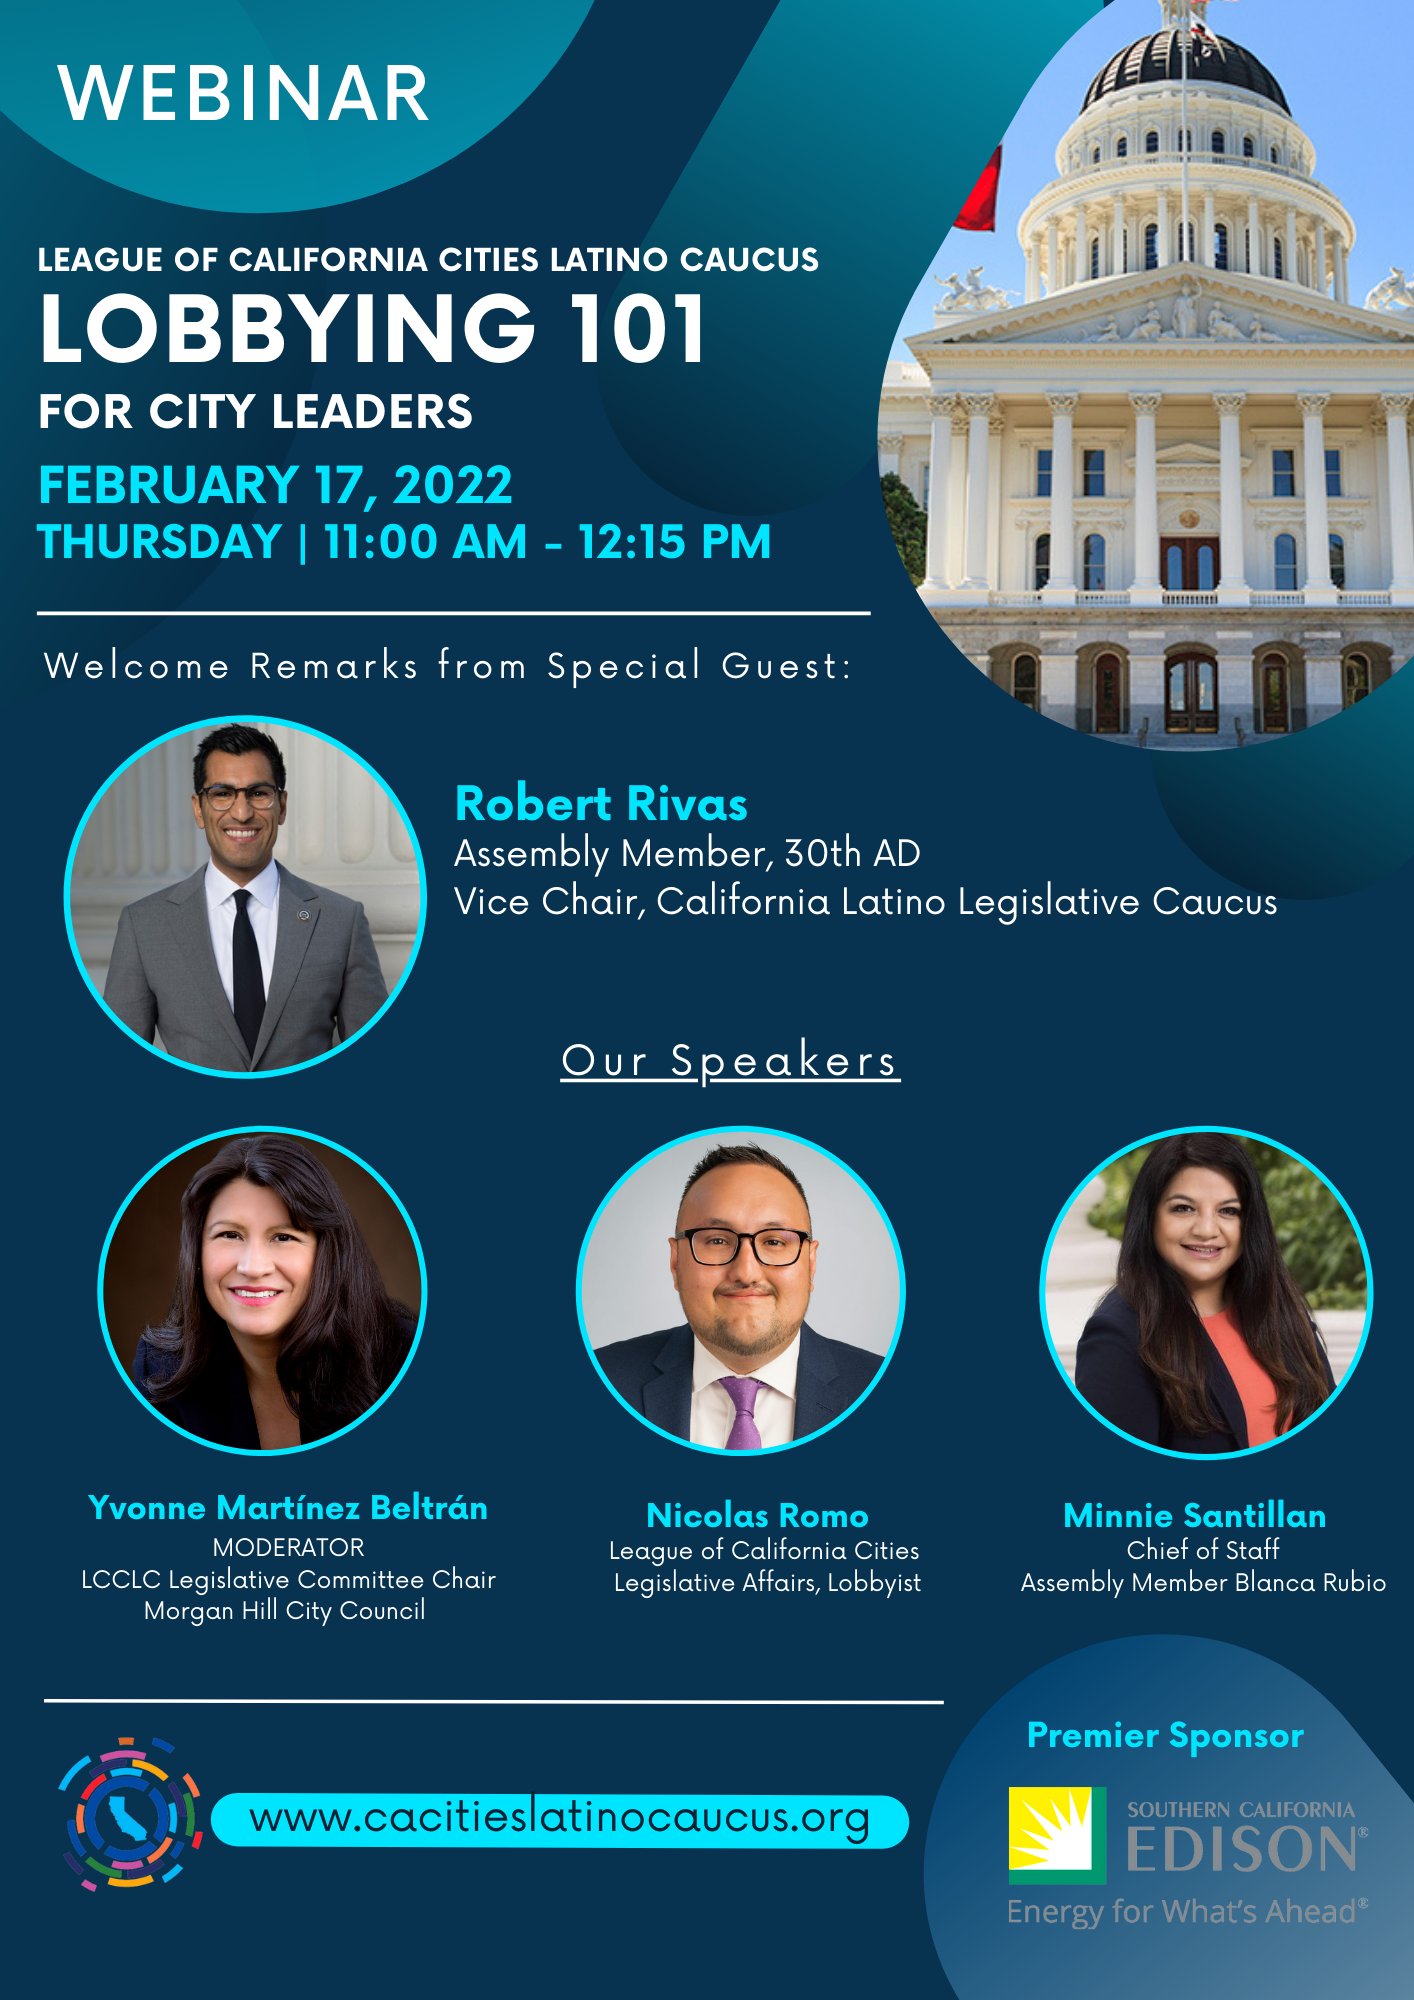 WEBINAR
LEAGUE OF CALIFORNIA CITIES LATINO CAUCUS
LOBBYING 101
FOR CITY LEADERS
FEBRUARY 17, 2022
THURSDAY | 11:00 AM - 12:15 PM
Welcome Remarks from Special Guest:
Robert Rivas
Assembly Member, 30th AD
Vice Chair, California Latino Legislative Caucus
Our Speakers
Yvonne Martínez Beltrán
MODERATOR
LCCLC Legislative Committee Chair
Morgan Hill City Council
Nicolas Romo
League of California Cities
Legislative Affairs, Lobbyist
Minnie Santillan
Chief of Staff
Assembly Member Blanca Rubio
www.cacitieslatinocaucus.org
Premier Sponsor
SOUTHERN CALIFORNIA
EDISON®
Energy for What's Ahead®